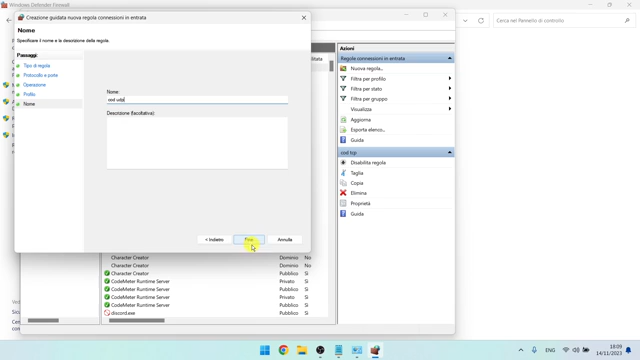 Windows Defender Firewall
Creazione guidata nuova regola connessioni in entrata
Nome
Specificare il nome e la descrizione della regola.
Passaggi:
Tipo di regola
Protocollo e porte
Operazione
Profilo
Nome
Nome:
cod udp
Descrizione (facoltativa):
< Indietro
Fine
Annulla
Cerca nel Pannello di controllo
Azioni
Regole connessioni in entrata
Nuova regola...
Filtra per profilo
Filtra per stato
Filtra per gruppo
Visualizza
Aggiorna
Esporta elenco...
Guida
cod tcp
Disabilita regola
Taglia
Copia
Elimina
Proprietà
Guida
Character Creator Dominio No
Character Creator Dominio No
Character Creator Pubblico Sì
CodeMeter Runtime Server Privato Sì
CodeMeter Runtime Server Pubblico Sì
CodeMeter Runtime Server Privato Sì
CodeMeter Runtime Server Pubblico Sì
discord.exe Pubblico Sì
ENG
18:09
14/11/2023